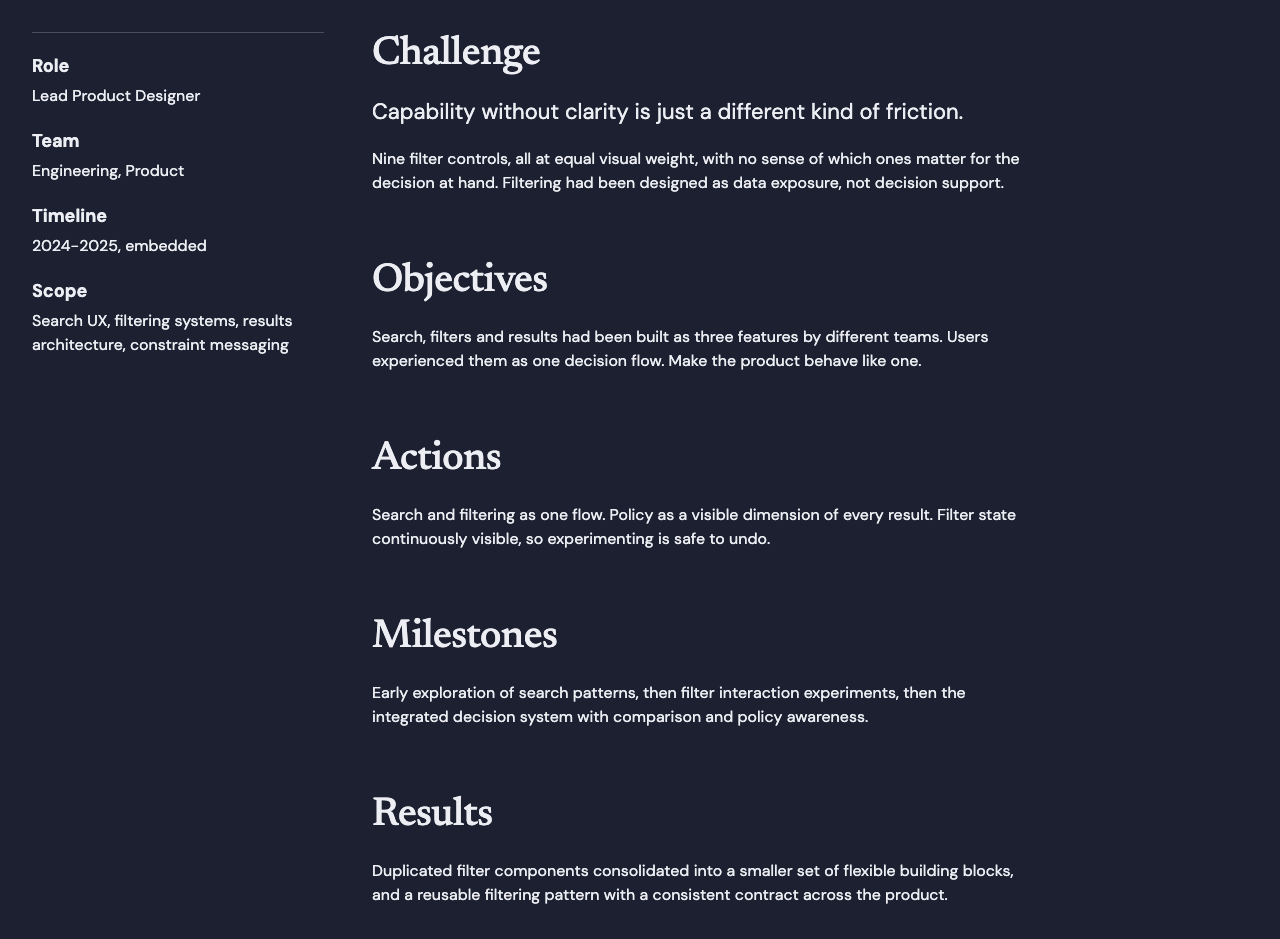 Role
Lead Product Designer
Team
Engineering, Product
Timeline
2024–2025, embedded
Scope
Search UX, filtering systems, results
architecture, constraint messaging
Challenge
Capability without clarity is just a different kind of friction.
Nine filter controls, all at equal visual weight, with no sense of which ones matter for the
decision at hand. Filtering had been designed as data exposure, not decision support.
Objectives
Search, filters and results had been built as three features by different teams. Users
experienced them as one decision flow. Make the product behave like one.
Actions
Search and filtering as one flow. Policy as a visible dimension of every result. Filter state
continuously visible, so experimenting is safe to undo.
Milestones
Early exploration of search patterns, then filter interaction experiments, then the
integrated decision system with comparison and policy awareness.
Results
Duplicated filter components consolidated into a smaller set of flexible building blocks,
and a reusable filtering pattern with a consistent contract across the product.